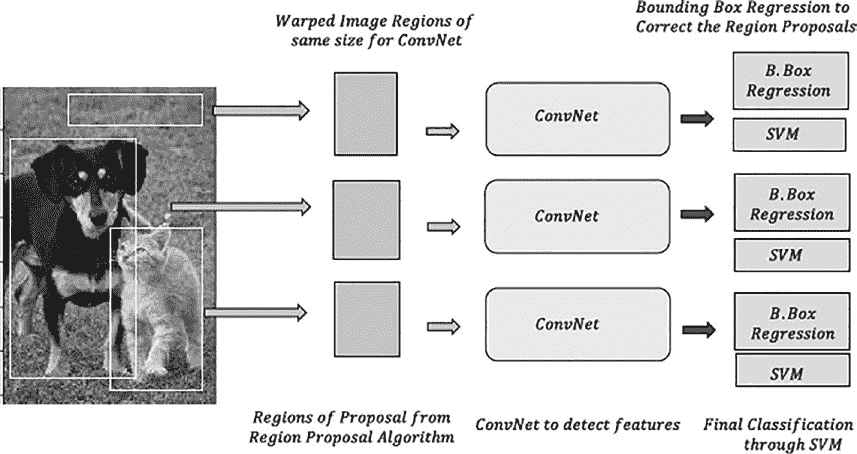 Warped Image Regions of
same size for ConvNet
Bounding Box Regression to
Correct the Region Proposals
ConvNet
B.Box
Regression
SVM
ConvNet
B.Box
Regression
SVM
ConvNet
B.Box
Regression
SVM
Regions of Proposal from
Region Proposal Algorithm
ConvNet to detect features
Final Classification
through SVM